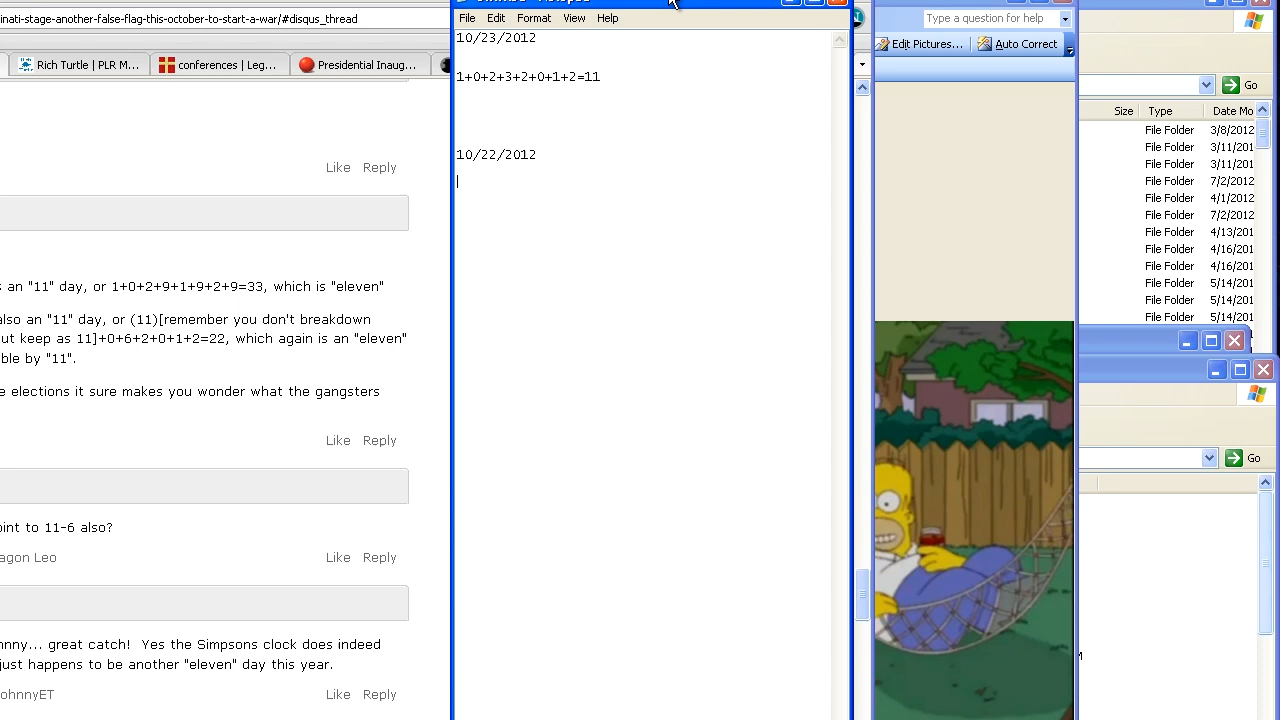 inati-stage-another-false-flag-in-october-to-start-a-war/#disqus_thread
Rich Turtle | PLR M...
conferences | Leg...
Presidential Inaug...
Like Reply
s an "11" day, or 1+0+2+9+1+9+2+9=33, which is "eleven"
also an "11" day, or (11)[remember you don't breakdown
ut keep as 11]+0+6+2+0+1+2=22, which again is an "eleven"
ble by "11".
e elections it sure makes you wonder what the gangsters
Like Reply
oint to 11-6 also?
agon Leo Like Reply
hnny... great catch! Yes the Simpsons clock does indeed
just happens to be another "eleven" day this year.
ohnnyET Like Reply
File Edit Format View Help
10/23/2012
1+0+2+3+2+0+1+2=11
10/22/2012
Type a question for help
Edit Pictures... Auto Correct
Go
Size Type Date Mo
File Folder 3/8/2012
File Folder 3/11/201
File Folder 3/11/201
File Folder 7/2/2012
File Folder 4/1/2012
File Folder 7/2/2012
File Folder 4/13/201
File Folder 4/16/201
File Folder 4/16/201
File Folder 5/14/201
File Folder 5/14/201
File Folder 5/14/201
Go
M